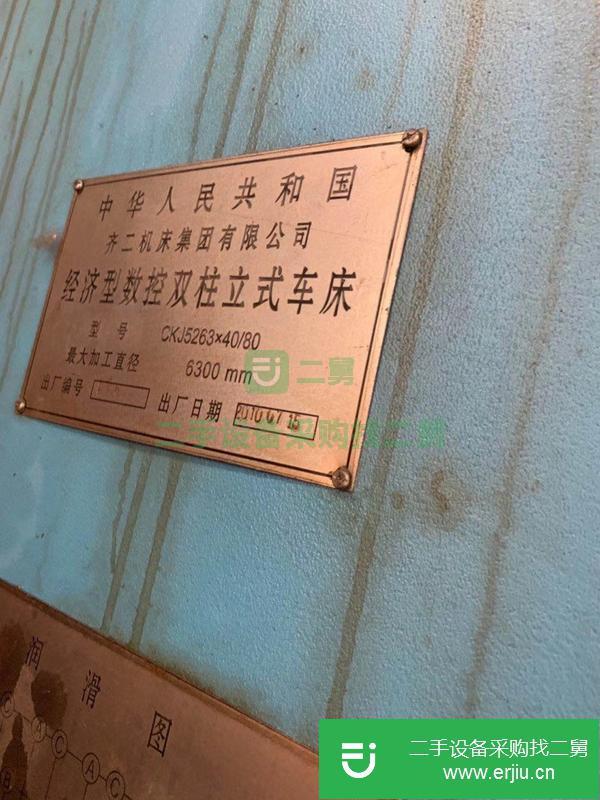 中华人民共和国
齐二机床集团有限公司
经济型数控双柱立式车床
型号 CKJ5263×40/80
最大加工直径 6300 mm
出厂编号
出厂日期 2010 07 15
二舅
二手设备采购找二舅
润滑图
C A C A C
B
二手设备采购找二舅
www.erjiu.cn